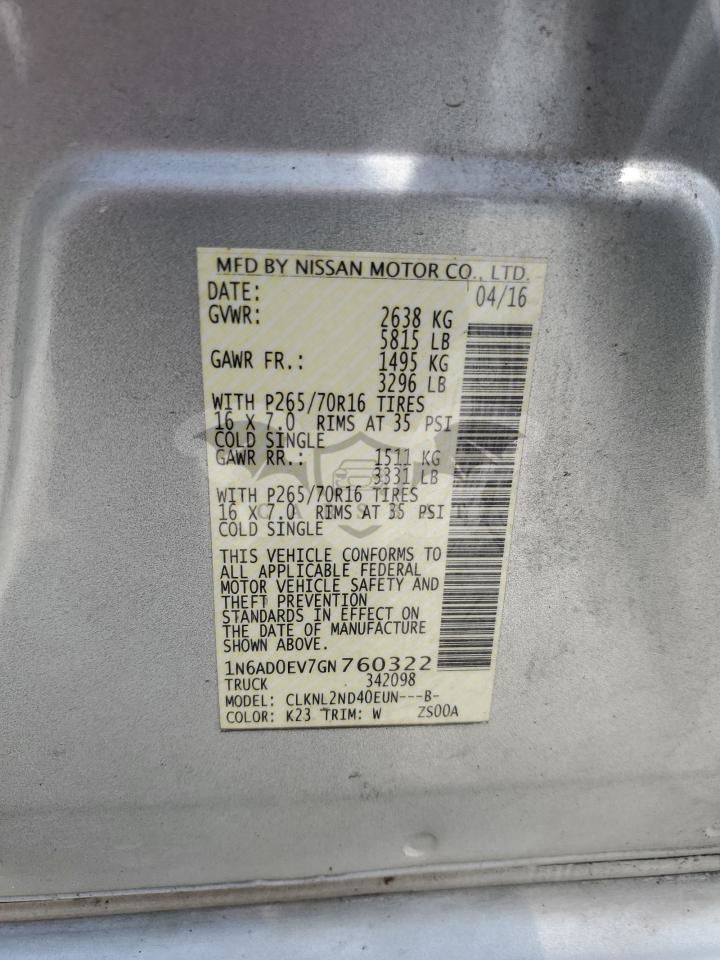 MFD BY NISSAN MOTOR CO., LTD.
DATE: 04/16
GVWR: 2638 KG
5815 LB
GAWR FR.: 1495 KG
3296 LB
WITH P265/70R16 TIRES
16 X 7.0 RIMS AT 35 PSI
COLD SINGLE
GAWR RR.: 1511 KG
3331 LB
WITH P265/70R16 TIRES
16 X 7.0 RIMS AT 35 PSI
COLD SINGLE
THIS VEHICLE CONFORMS TO
ALL APPLICABLE FEDERAL
MOTOR VEHICLE SAFETY AND
THEFT PREVENTION
STANDARDS IN EFFECT ON
THE DATE OF MANUFACTURE
SHOWN ABOVE.
1N6AD0EV7GN760322
TRUCK 342098
MODEL: CLKNL2ND40EUN---B-
COLOR: K23 TRIM: W ZS00A